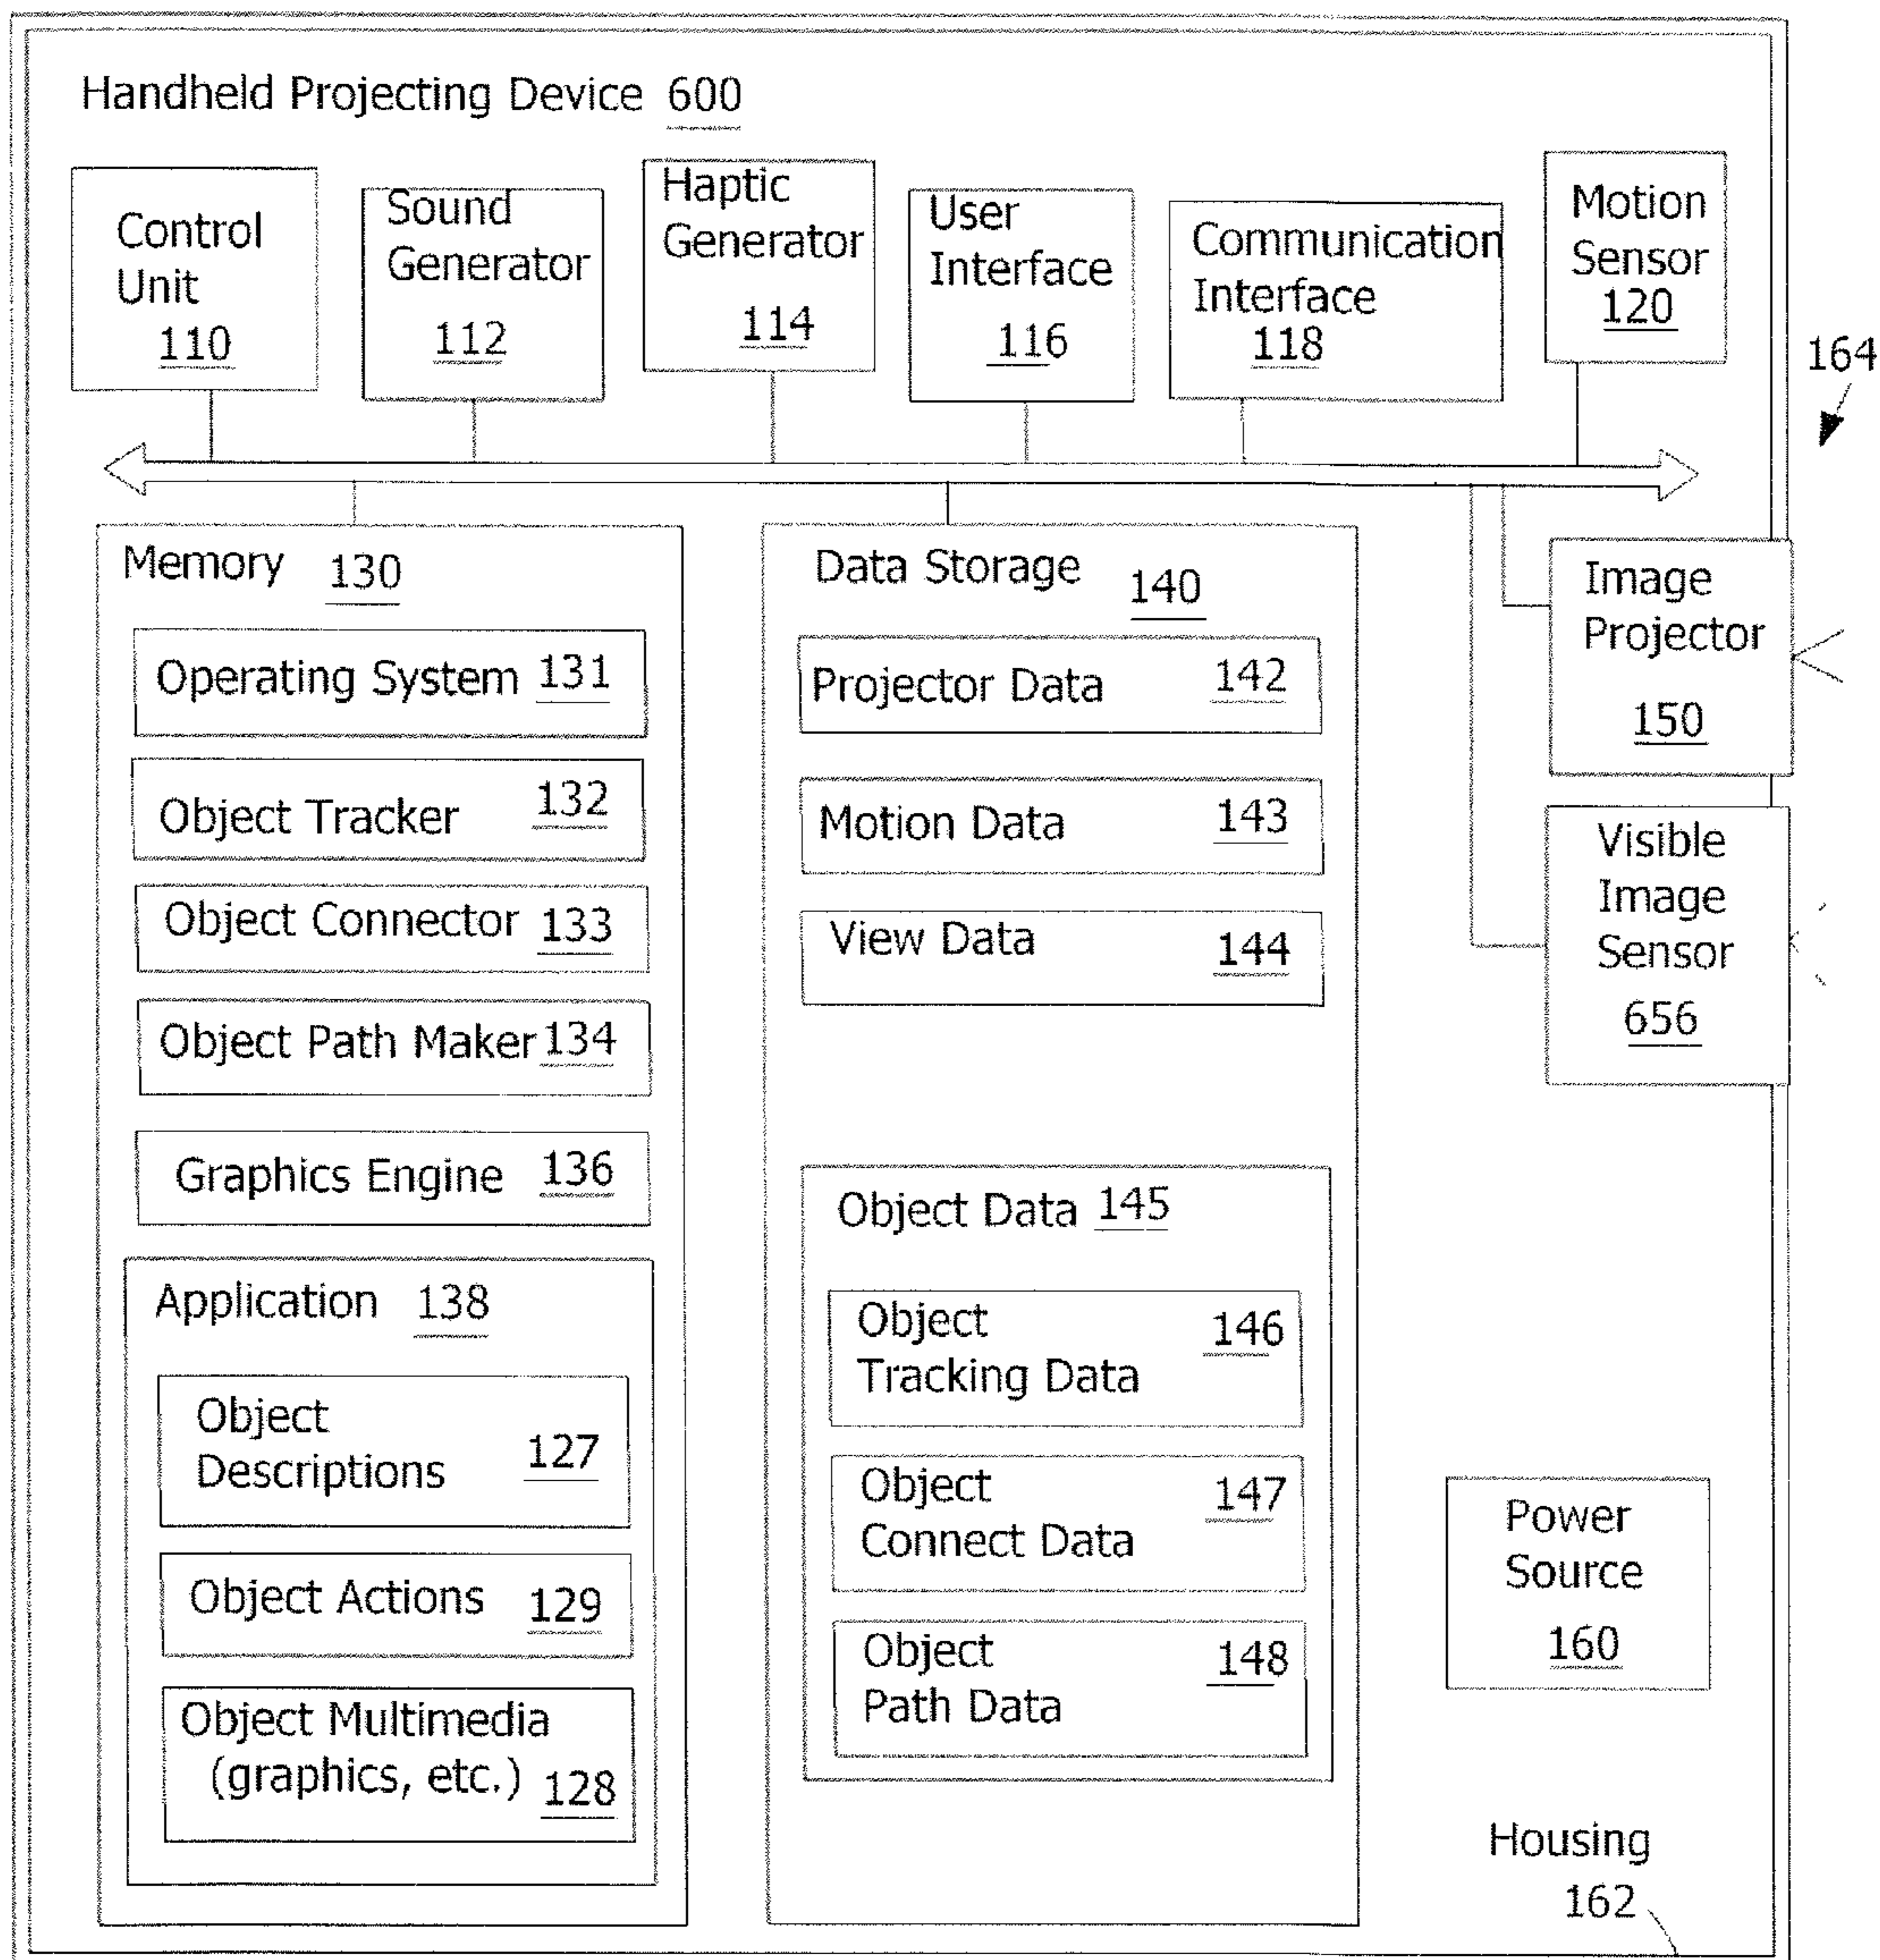 Handheld Projecting Device 600
Control
Unit
110
Sound
Generator
112
Haptic
Generator
114
User
Interface
116
Communication
Interface
118
Motion
Sensor
120
164
Memory 130
Operating System 131
Object Tracker 132
Object Connector 133
Object Path Maker 134
Graphics Engine 136
Application 138
Object
Descriptions 127
Object Actions 129
Object Multimedia
(graphics, etc.) 128
Data Storage 140
Projector Data 142
Motion Data 143
View Data 144
Object Data 145
Object
Tracking Data 146
Object
Connect Data 147
Object
Path Data 148
Image
Projector
150
Visible
Image
Sensor
656
Power
Source
160
Housing
162